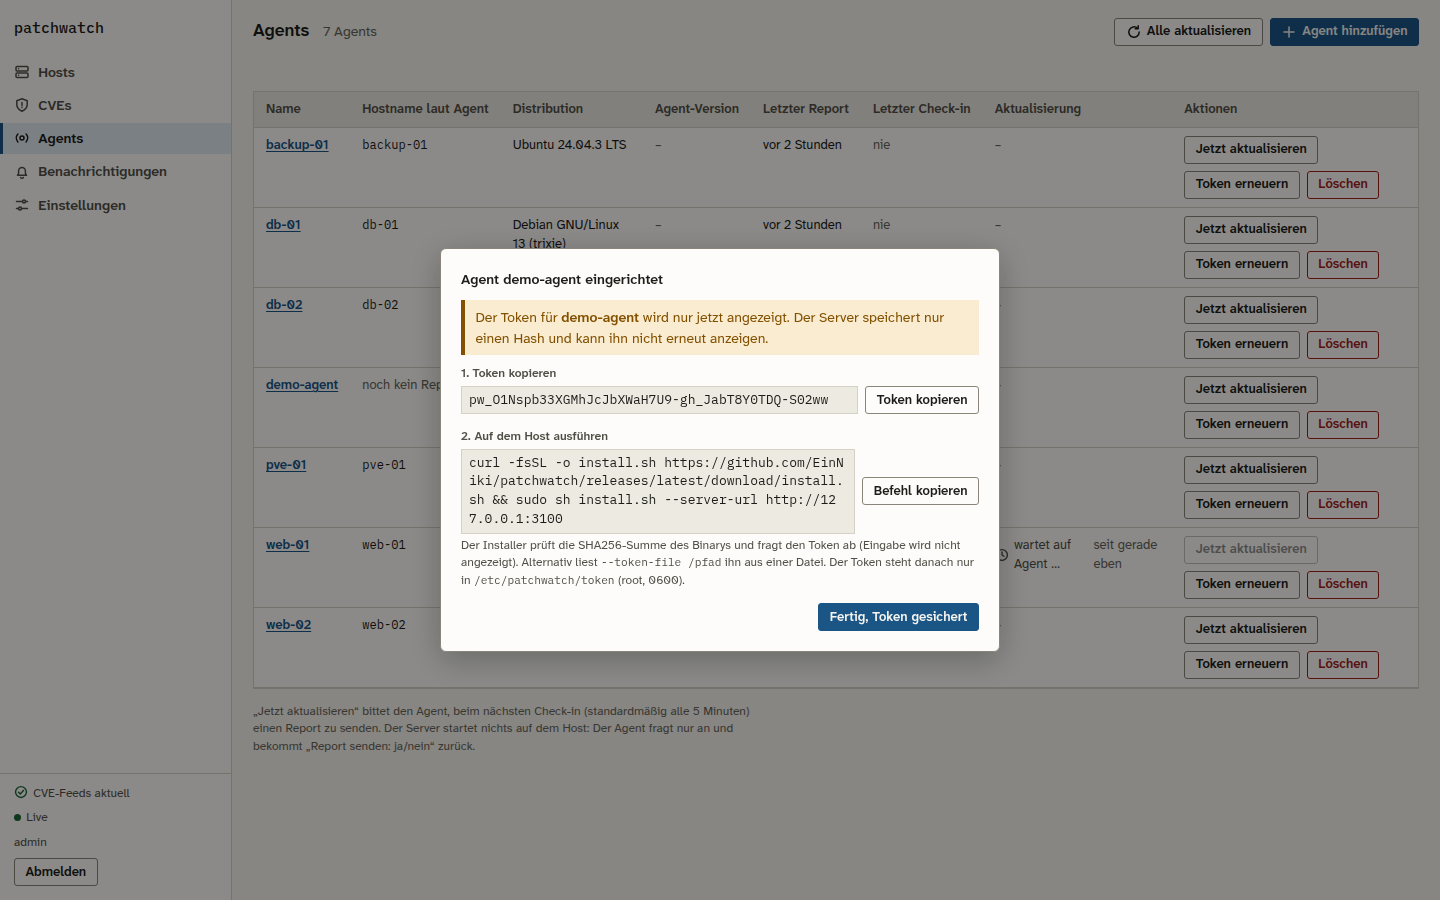 patchwatch
Hosts
CVEs
Agents
Benachrichtigungen
Einstellungen
CVE-Feeds aktuell
Live
admin
Abmelden
Agents 7 Agents
Alle aktualisieren
Agent hinzufügen
Name Hostname laut Agent Distribution Agent-Version Letzter Report Letzter Check-in Aktualisierung Aktionen
backup-01 backup-01 Ubuntu 24.04.3 LTS – vor 2 Stunden nie – Jetzt aktualisieren
Token erneuern Löschen
db-01 db-01 Debian GNU/Linux – vor 2 Stunden nie – Jetzt aktualisieren
13 (trixie)
Token erneuern Löschen
db-02 db-02 Jetzt aktualisieren
Token erneuern Löschen
demo-agent noch kein Rep Jetzt aktualisieren
Token erneuern Löschen
pve-01 pve-01 Jetzt aktualisieren
Token erneuern Löschen
web-01 web-01 wartet auf seit gerade Jetzt aktualisieren
Agent ... eben
Token erneuern Löschen
web-02 web-02 Jetzt aktualisieren
Token erneuern Löschen
„Jetzt aktualisieren“ bittet den Agent, beim nächsten Check-in (standardmäßig alle 5 Minuten)
einen Report zu senden. Der Server startet nichts auf dem Host: Der Agent fragt nur an und
bekommt „Report senden: ja/nein“ zurück.
Agent demo-agent eingerichtet
Der Token für demo-agent wird nur jetzt angezeigt. Der Server speichert nur
einen Hash und kann ihn nicht erneut anzeigen.
1. Token kopieren
pw_O1Nspb33XGMhJcJbXWaH7U9-gh_JabT8Y0TDQ-S02ww Token kopieren
2. Auf dem Host ausführen
curl -fsSL -o install.sh https://github.com/EinN
iki/patchwatch/releases/latest/download/install.
sh && sudo sh install.sh --server-url http://12
7.0.0.1:3100
Befehl kopieren
Der Installer prüft die SHA256-Summe des Binarys und fragt den Token ab (Eingabe wird nicht
angezeigt). Alternativ liest --token-file /pfad ihn aus einer Datei. Der Token steht danach nur
in /etc/patchwatch/token (root, 0600).
Fertig, Token gesichert